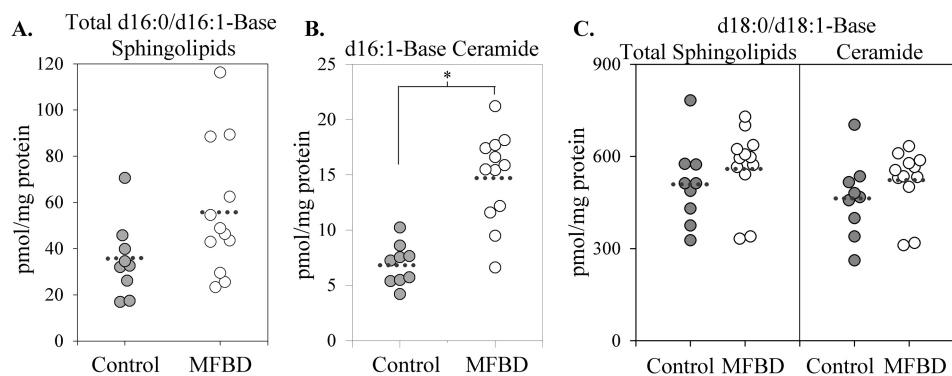 A.
Total d16:0/d16:1-Base
Sphingolipids
pmol/mg protein
120
100
80
60
40
20
0
Control MFBD
B.
d16:1-Base Ceramide
pmol/mg protein
25
20
15
10
5
0
*
Control MFBD
C.
d18:0/d18:1-Base
Total Sphingolipids Ceramide
pmol/mg protein
900
600
300
0
Control MFBD Control MFBD